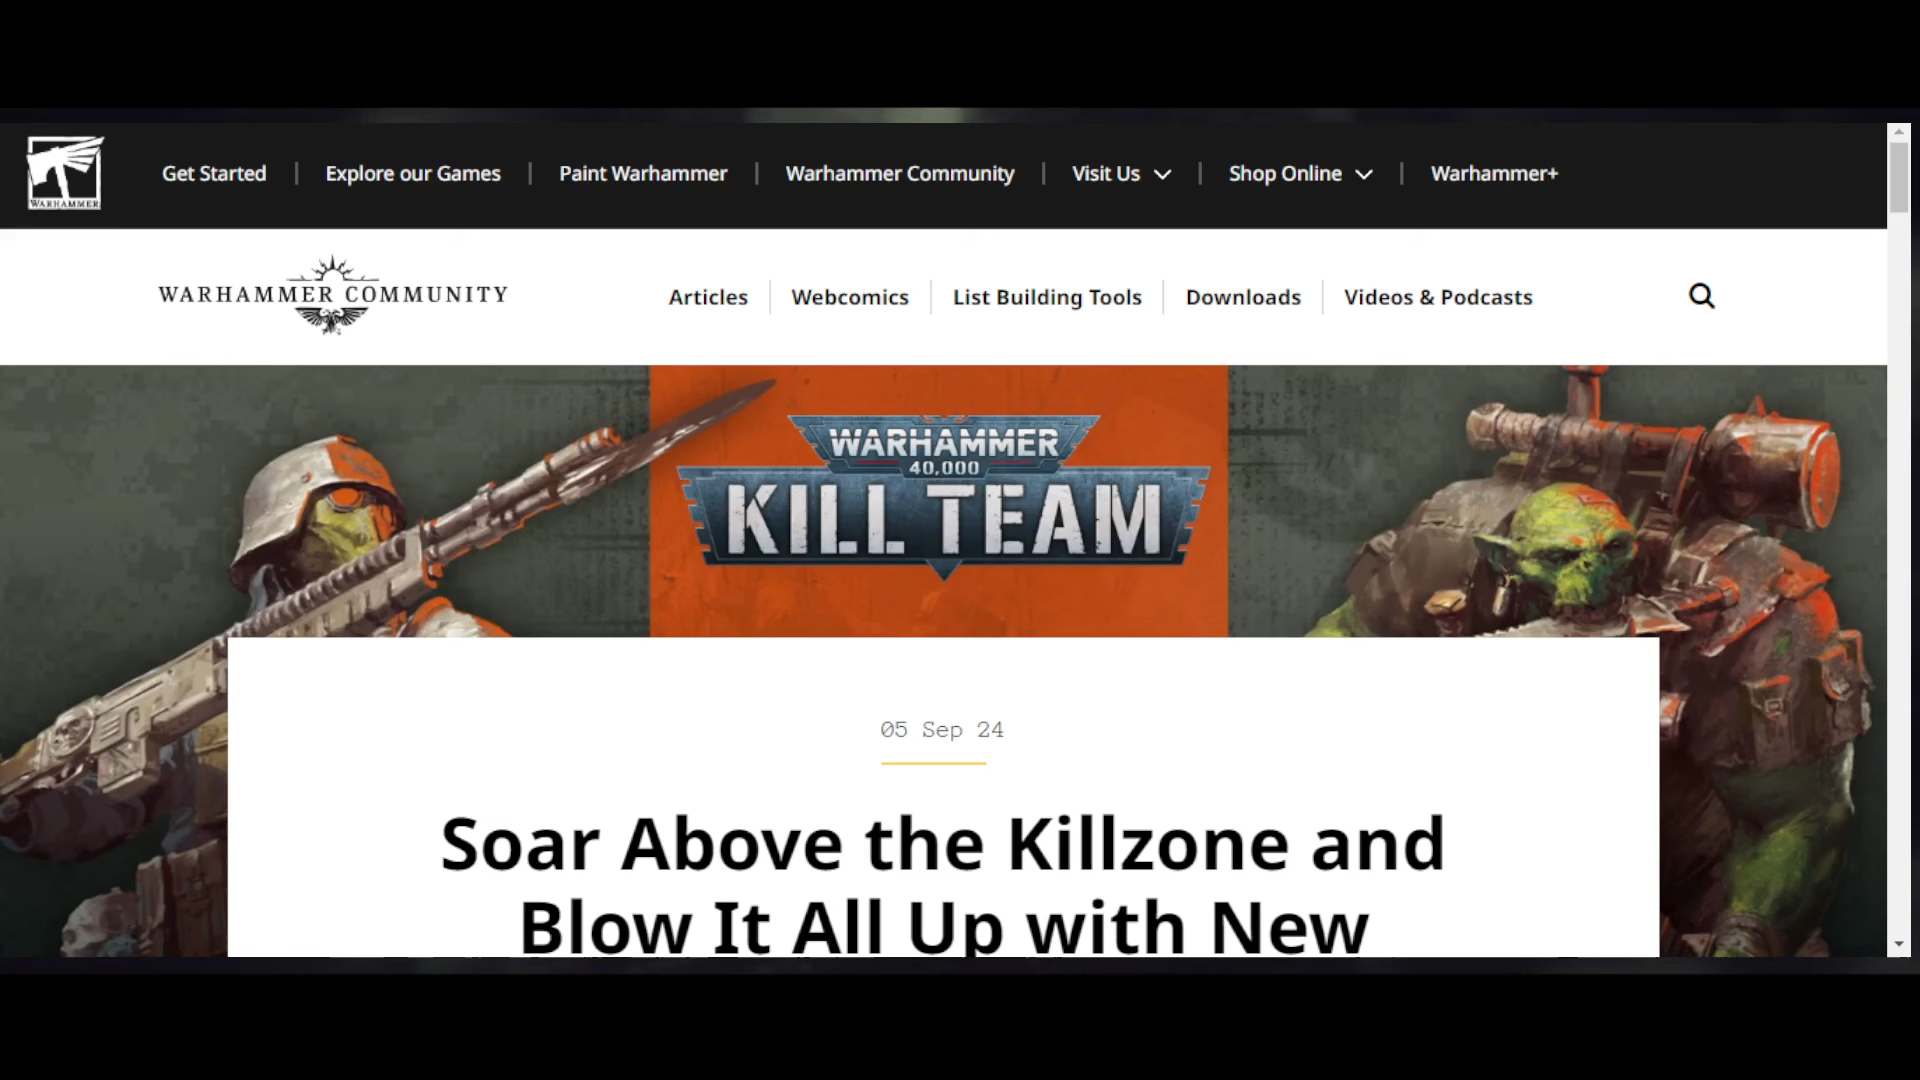 WARHAMMER
Get Started
Explore our Games
Paint Warhammer
Warhammer Community
Visit Us
Shop Online
Warhammer+
WARHAMMER COMMUNITY
Articles
Webcomics
List Building Tools
Downloads
Videos & Podcasts
WARHAMMER
40,000
KILL TEAM
05 Sep 24
Soar Above the Killzone and
Blow It All Up with New